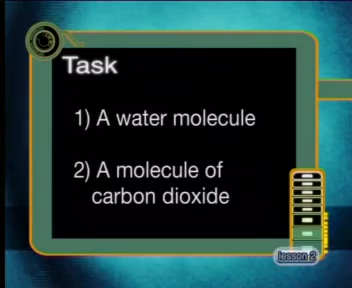 Task
1) A water molecule
2) A molecule of
carbon dioxide
lesson 2